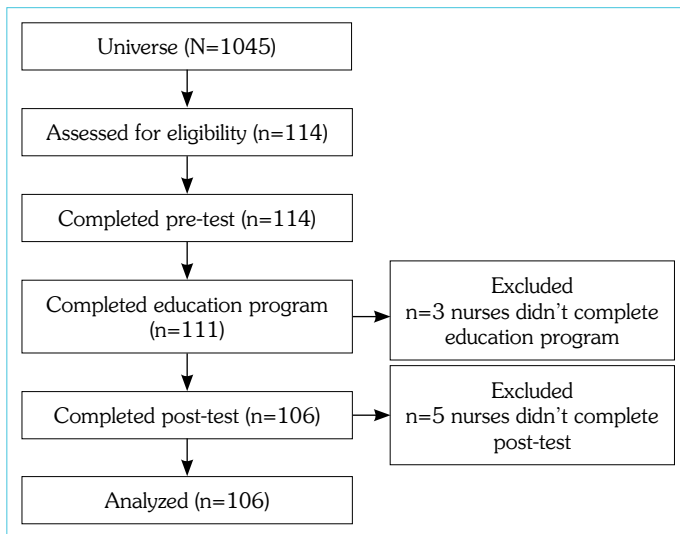 Universe (N=1045)
Assessed for eligibility (n=114)
Completed pre-test (n=114)
Completed education program
(n=111)
Excluded
n=3 nurses didn't complete
education program
Completed post-test (n=106)
Excluded
n=5 nurses didn't complete
post-test
Analyzed (n=106)